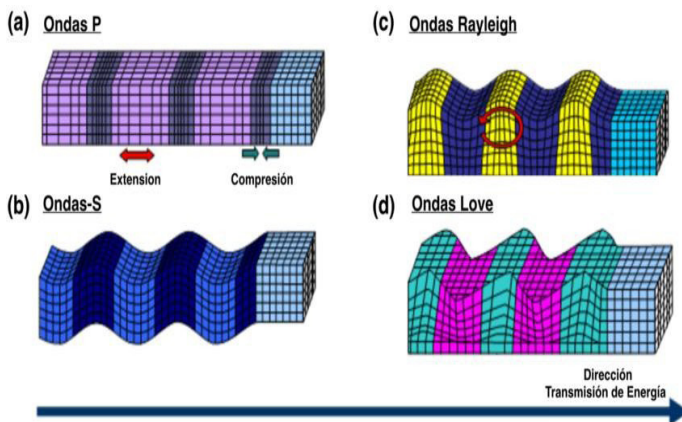 (a) Ondas P
Extension
Compresión
(b) Ondas-S
(c) Ondas Rayleigh
(d) Ondas Love
Dirección
Transmisión de Energía